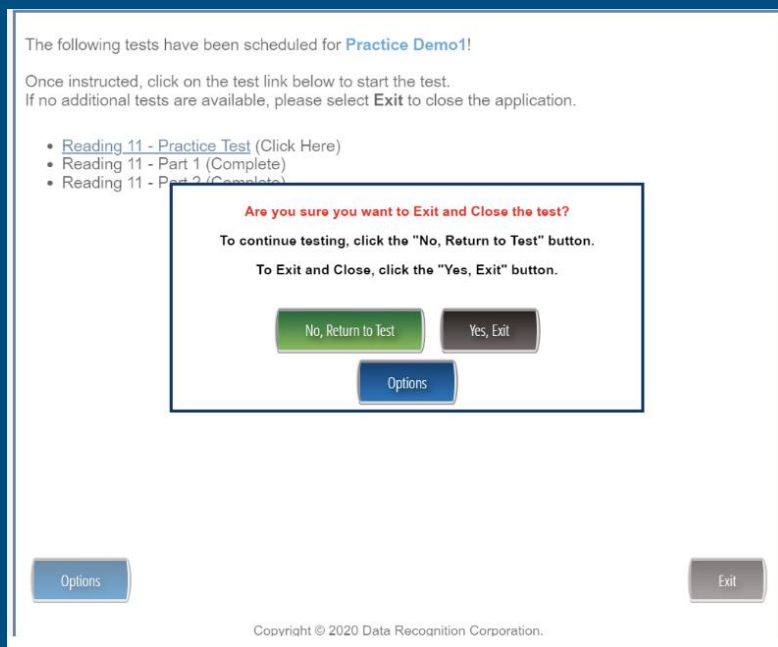 The following tests have been scheduled for Practice Demo1!
Once instructed, click on the test link below to start the test.
If no additional tests are available, please select Exit to close the application.
• Reading 11 - Practice Test (Click Here)
• Reading 11 - Part 1 (Complete)
• Reading 11 - Part 2 (Complete)
Are you sure you want to Exit and Close the test?
To continue testing, click the "No, Return to Test" button.
To Exit and Close, click the "Yes, Exit" button.
No, Return to Test
Yes, Exit
Options
Options
Exit
Copyright © 2020 Data Recognition Corporation.